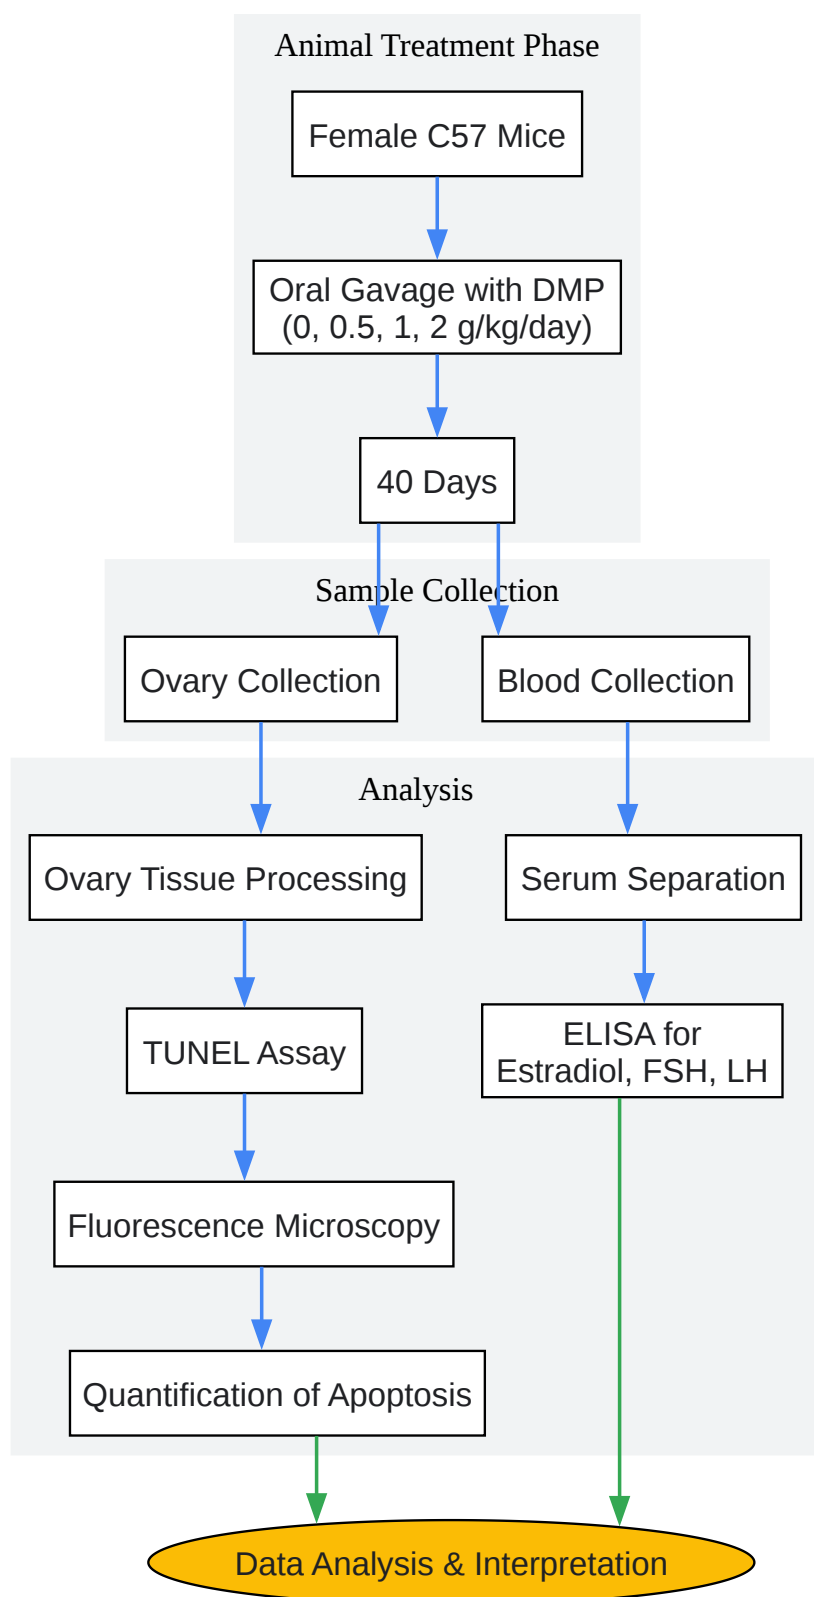 Animal Treatment Phase
Female C57 Mice
Oral Gavage with DMP
(0, 0.5, 1, 2 g/kg/day)
40 Days
Sample Collection
Ovary Collection
Blood Collection
Analysis
Ovary Tissue Processing
Serum Separation
TUNEL Assay
ELISA for
Estradiol, FSH, LH
Fluorescence Microscopy
Quantification of Apoptosis
Data Analysis & Interpretation